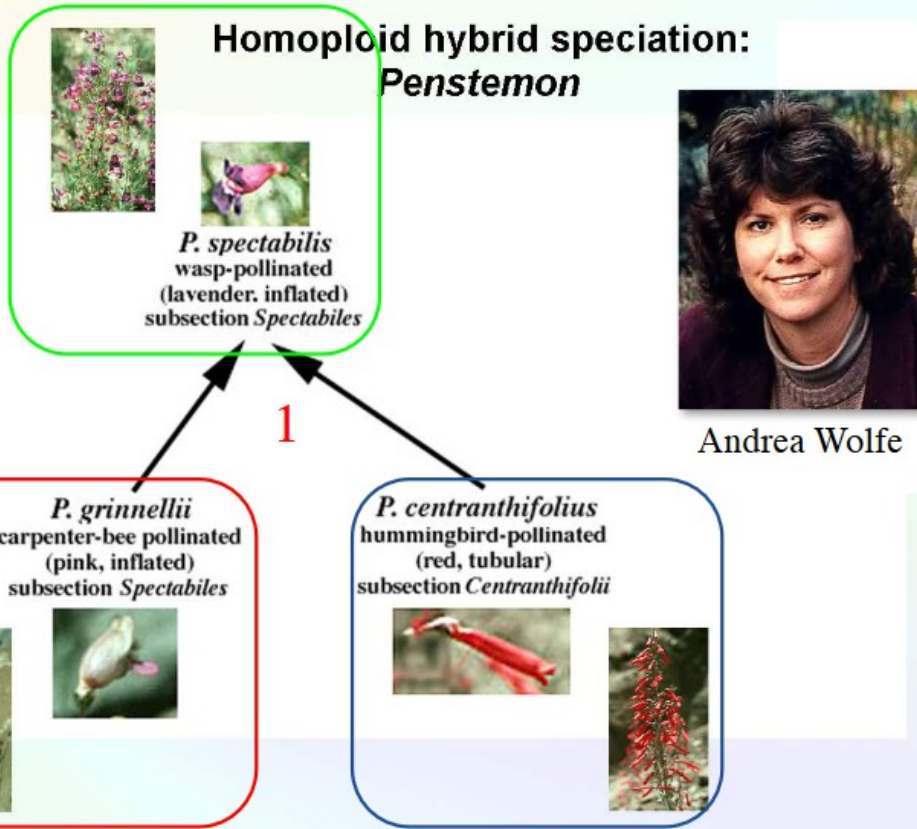 Homoploid hybrid speciation:
Penstemon
P. spectabilis
wasp-pollinated
(lavender. inflated)
subsection Spectabiles
Andrea Wolfe
1
P. grinnellii
carpenter-bee pollinated
(pink, inflated)
subsection Spectabiles
P. centranthifolius
hummingbird-pollinated
(red, tubular)
subsection Centranthifolii